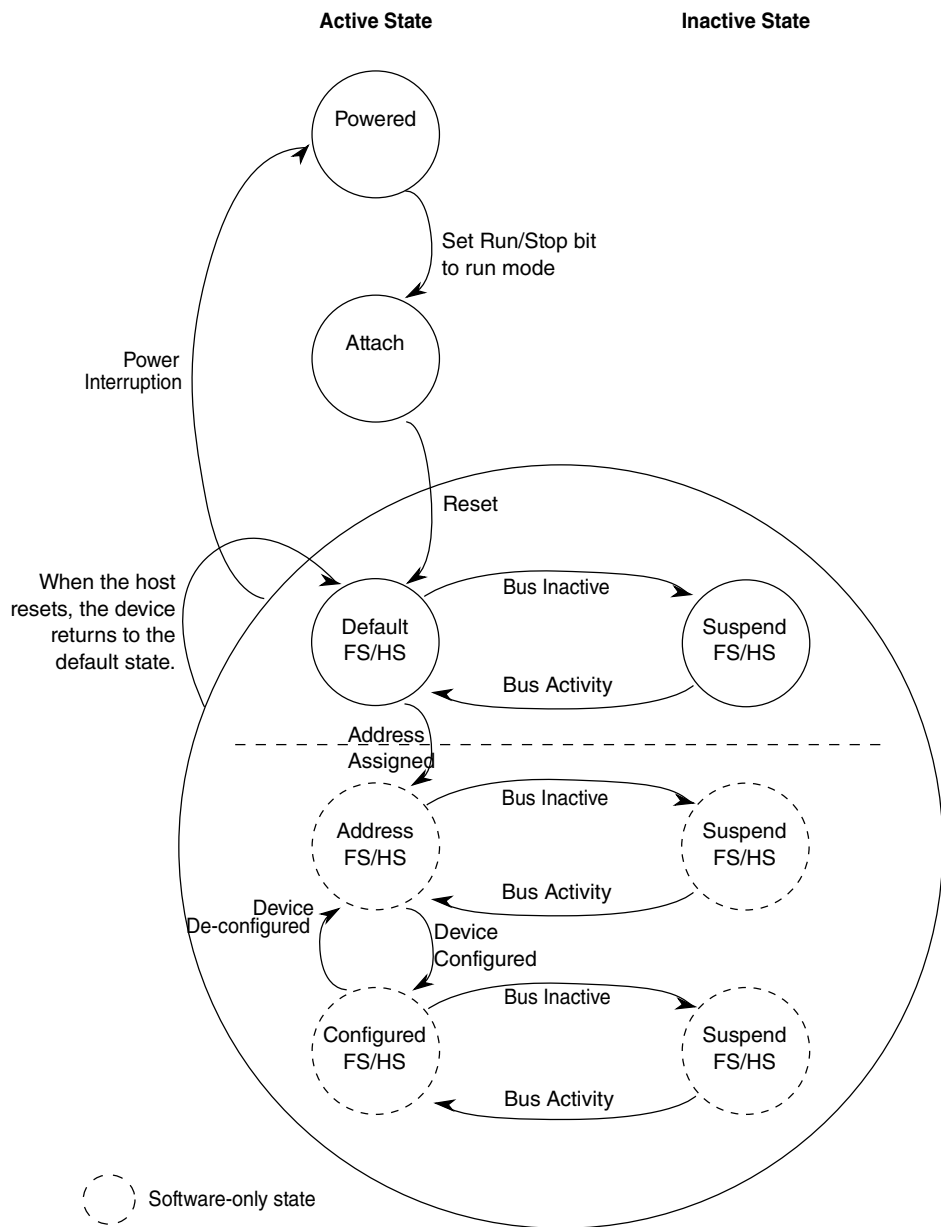 Active State
Inactive State
Powered
Set Run/Stop bit
to run mode
Attach
Power
Interruption
Reset
When the host
resets, the device
returns to the
default state.
Default
FS/HS
Bus Inactive
Suspend
FS/HS
Bus Activity
Address
Assigned
Address
FS/HS
Bus Inactive
Suspend
FS/HS
Bus Activity
Device
De-configured
Device
Configured
Configured
FS/HS
Bus Inactive
Suspend
FS/HS
Bus Activity
Software-only state